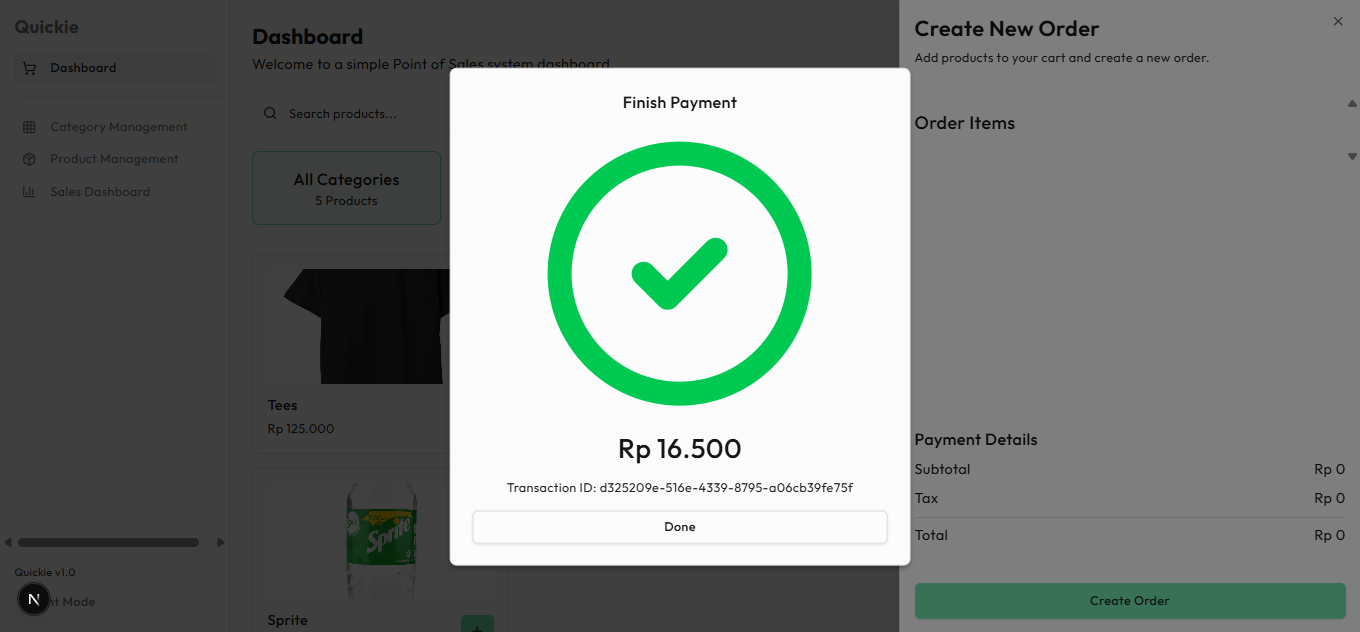 Quickie
Dashboard
Category Management
Product Management
Sales Dashboard
Quickie v1.0
N
nt Mode
Dashboard
Welcome to a simple Point of Sales system dashboard
Search products...
All Categories
5 Products
Tees
Rp 125.000
Sprite
Sprite
+
Finish Payment
Rp 16.500
Transaction ID: d325209e-516e-4339-8795-a06cb39fe75f
Done
Create New Order
Add products to your cart and create a new order.
Order Items
Payment Details
Subtotal Rp 0
Tax Rp 0
Total Rp 0
Create Order